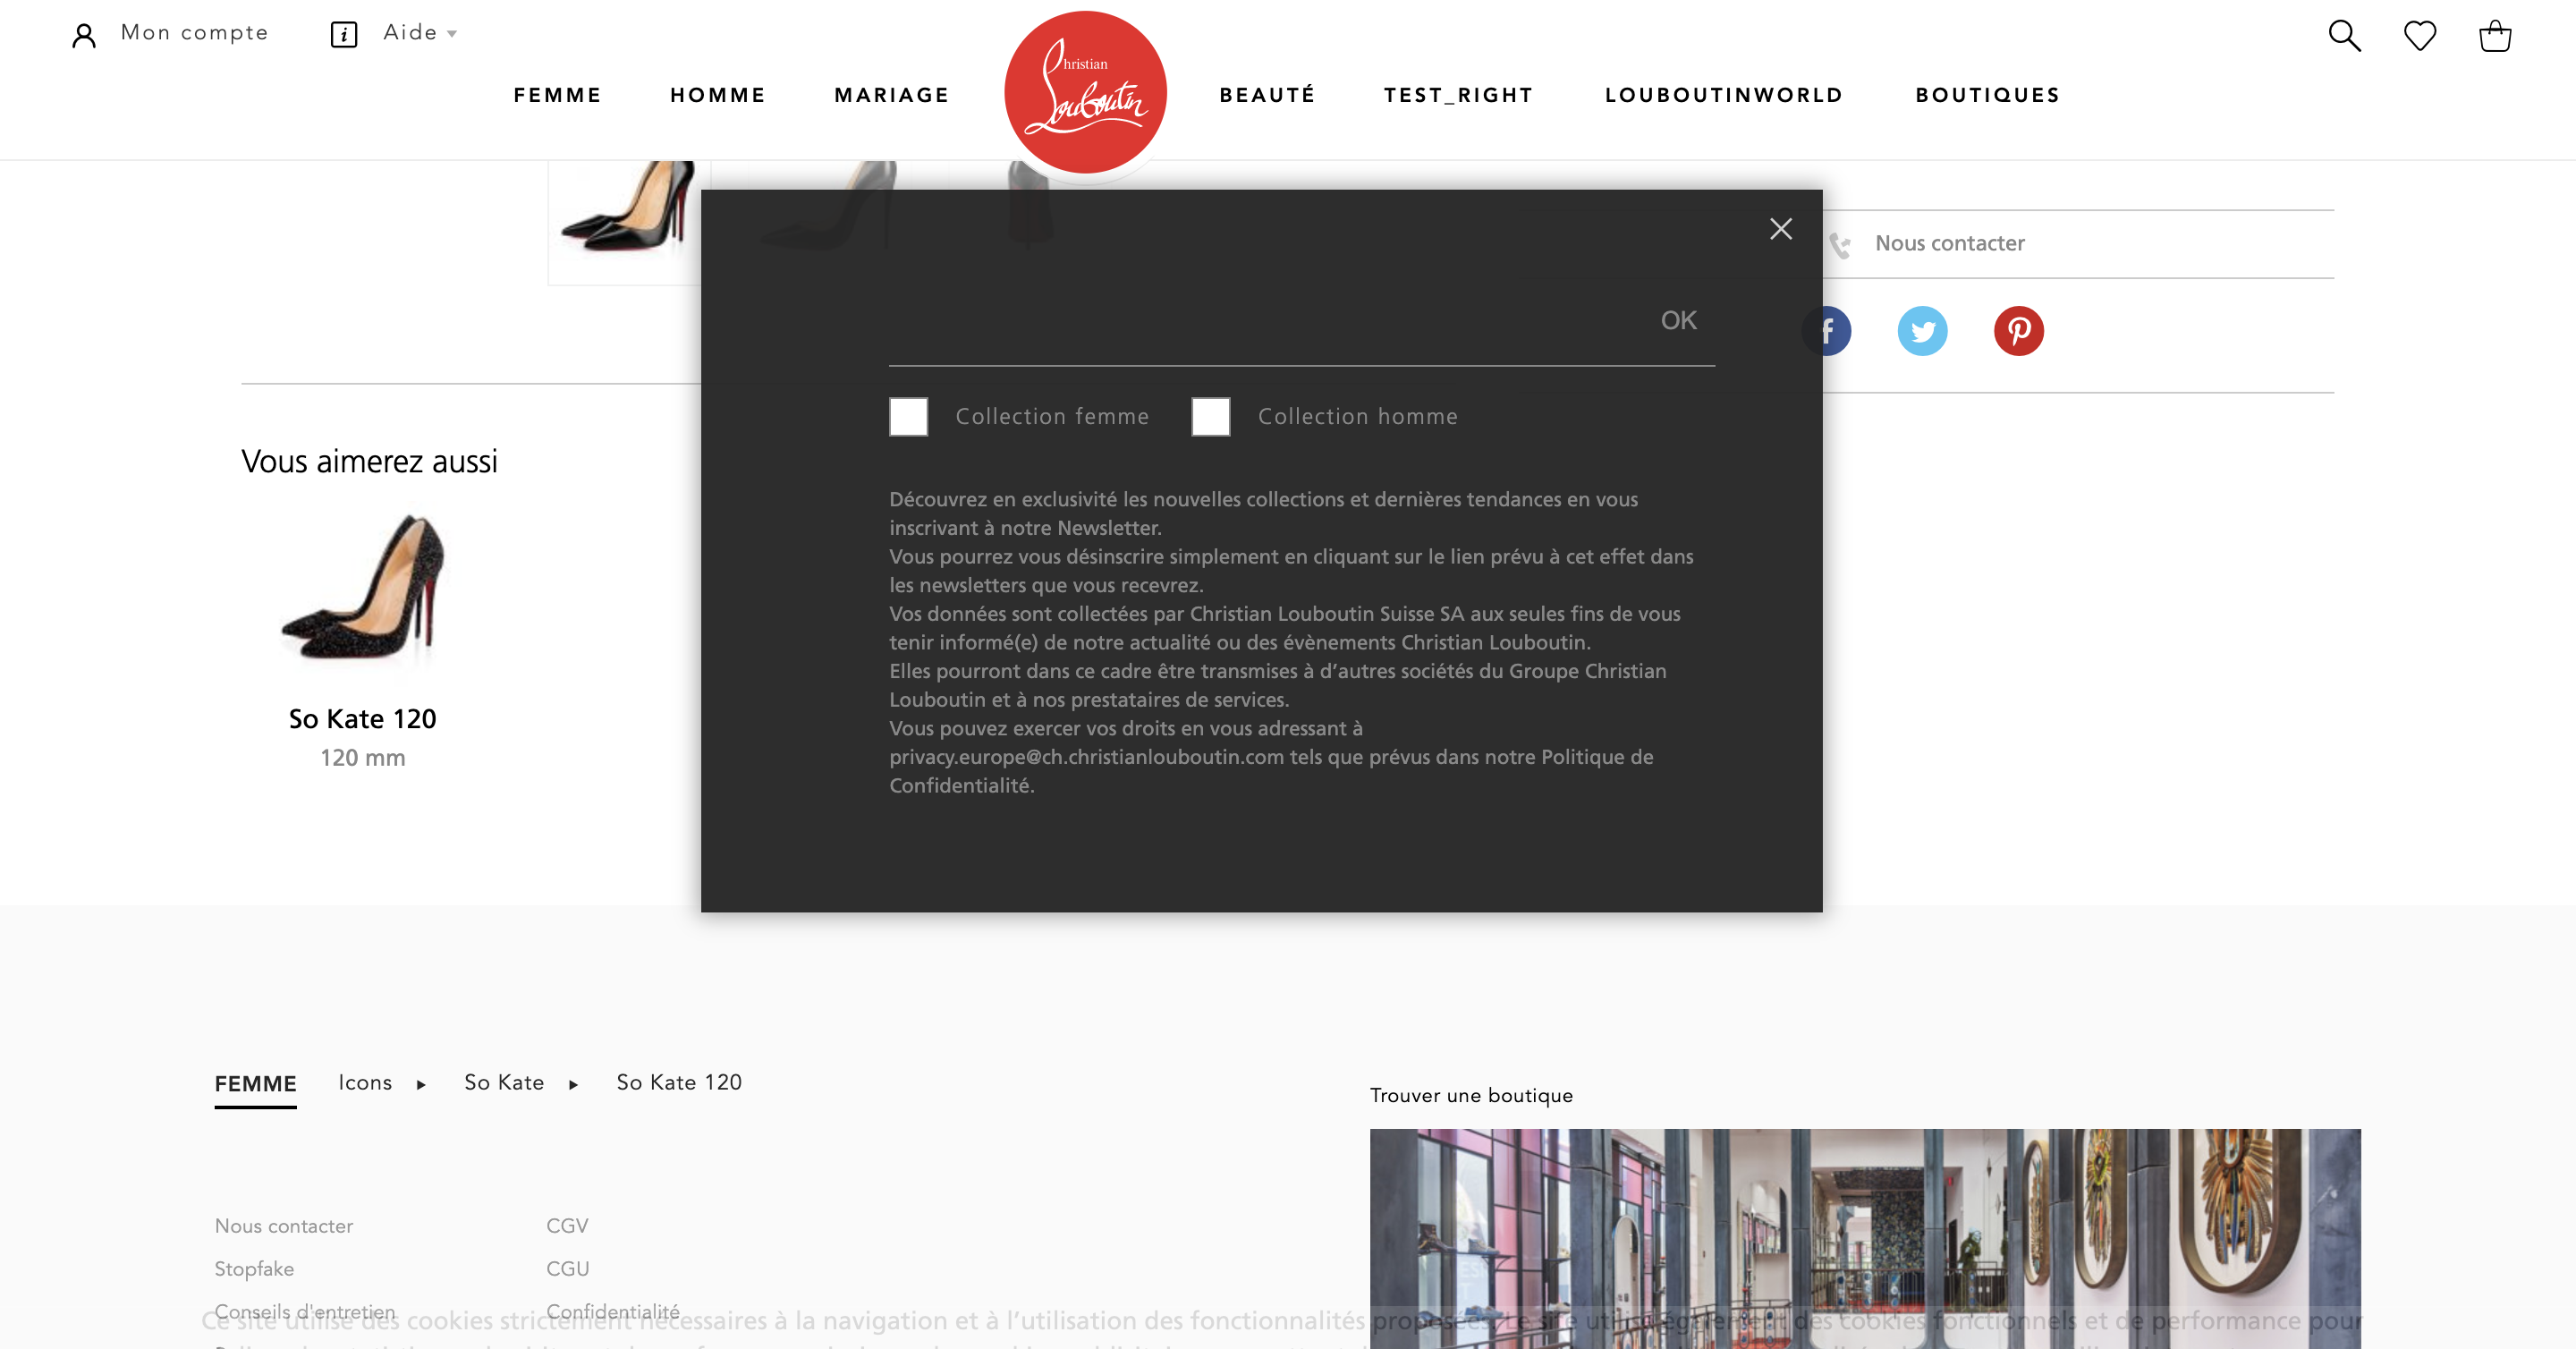 Mon compte
Aide
FEMME HOMME MARIAGE
Christian
Louboutin
BEAUTÉ TEST_RIGHT LOUBOUTINWORLD BOUTIQUES
Nous contacter
OK
Collection femme Collection homme
Découvrez en exclusivité les nouvelles collections et dernières tendances en vous
inscrivant à notre Newsletter.
Vous pourrez vous désinscrire simplement en cliquant sur le lien prévu à cet effet dans
les newsletters que vous recevrez.
Vos données sont collectées par Christian Louboutin Suisse SA aux seules fins de vous
tenir informé(e) de notre actualité ou des évènements Christian Louboutin.
Elles pourront dans ce cadre être transmises à d’autres sociétés du Groupe Christian
Louboutin et à nos prestataires de services.
Vous pouvez exercer vos droits en vous adressant à
privacy.europe@ch.christianlouboutin.com tels que prévus dans notre Politique de
Confidentialité.
Vous aimerez aussi
So Kate 120
120 mm
FEMME Icons So Kate So Kate 120
Trouver une boutique
Nous contacter
Stopfake
Conseils d'entretien
CGV
CGU
Confidentialité
Ce site utilise des cookies strictement nécessaires à la navigation et à l’utilisation des fonctionnalités proposées. Le site utilise également des cookies fonctionnels et de performance pour